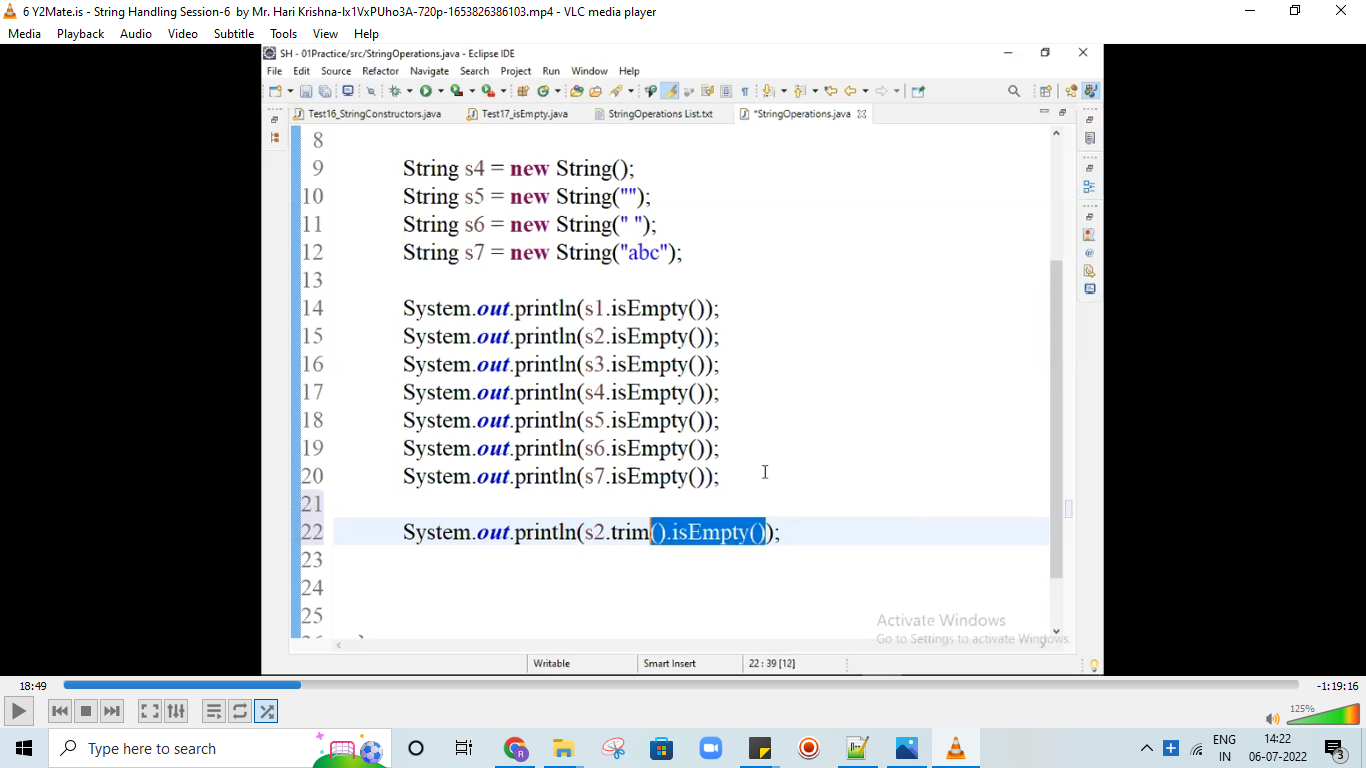 6 Y2Mate.is - String Handling Session-6 by Mr. Hari Krishna-lx1VxPUho3A-720p-1653826386103.mp4 - VLC media player
Media Playback Audio Video Subtitle Tools View Help
SH - 01Practice/src/StringOperations.java - Eclipse IDE
File Edit Source Refactor Navigate Search Project Run Window Help
Test16_StringConstructors.java Test17_isEmpty.java StringOperations List.txt *StringOperations.java
8
9 String s4 = new String();
10 String s5 = new String("");
11 String s6 = new String(" ");
12 String s7 = new String("abc");
13
14 System.out.println(s1.isEmpty());
15 System.out.println(s2.isEmpty());
16 System.out.println(s3.isEmpty());
17 System.out.println(s4.isEmpty());
18 System.out.println(s5.isEmpty());
19 System.out.println(s6.isEmpty());
20 System.out.println(s7.isEmpty());
21
22 System.out.println(s2.trim().isEmpty());
23
24
25
Activate Windows
Go to Settings to activate Windows.
Writable Smart Insert 22 : 39 [12]
18:49 -1:19:16
125%
Type here to search
ENG
IN
14:22
06-07-2022
3